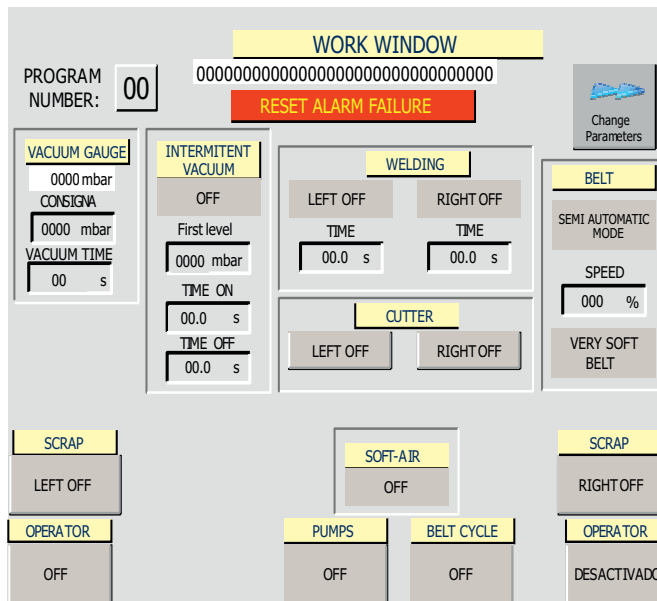 WORK WINDOW
PROGRAM
NUMBER:
00
00000000000000000000000000000000
RESET ALARM FAILURE
Change
Parameters
VACUUM GAUGE
0000 mbar
CONSIGNA
0000 mbar
VACUUM TIME
00 s
INTERMITENT
VACUUM
OFF
First level
0000 mbar
TIME ON
00.0 s
TIME OFF
00.0 s
WELDING
LEFT OFF
RIGHT OFF
TIME
TIME
00.0 s
00.0 s
CUTTER
LEFT OFF
RIGHT OFF
BELT
SEMI AUTOMATIC
MODE
SPEED
000 %
VERY SOFT
BELT
SCRAP
LEFT OFF
SOFT-AIR
OFF
SCRAP
RIGHT OFF
OPERATOR
OFF
PUMPS
OFF
BELT CYCLE
OFF
OPERATOR
DESACTIVADO